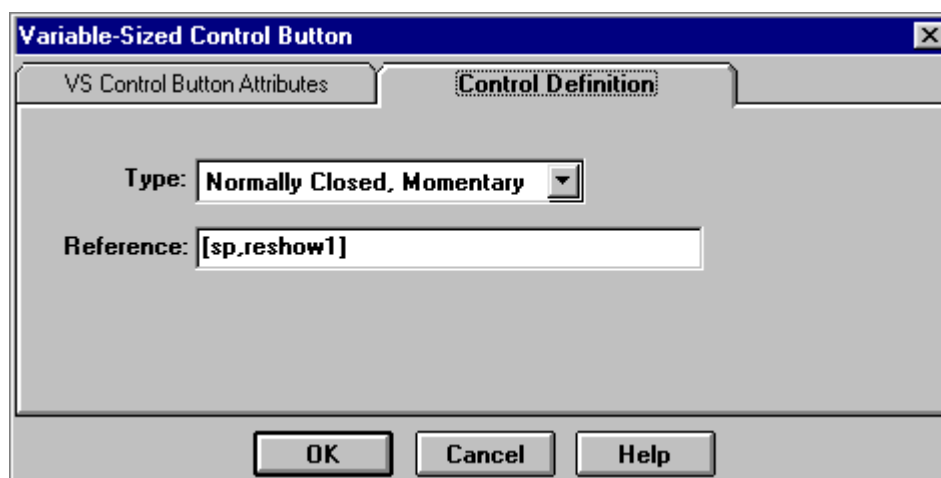 Variable-Sized Control Button
VS Control Button Attributes
Control Definition
Type: Normally Closed, Momentary
Reference: [sp,reshow1]
OK Cancel Help